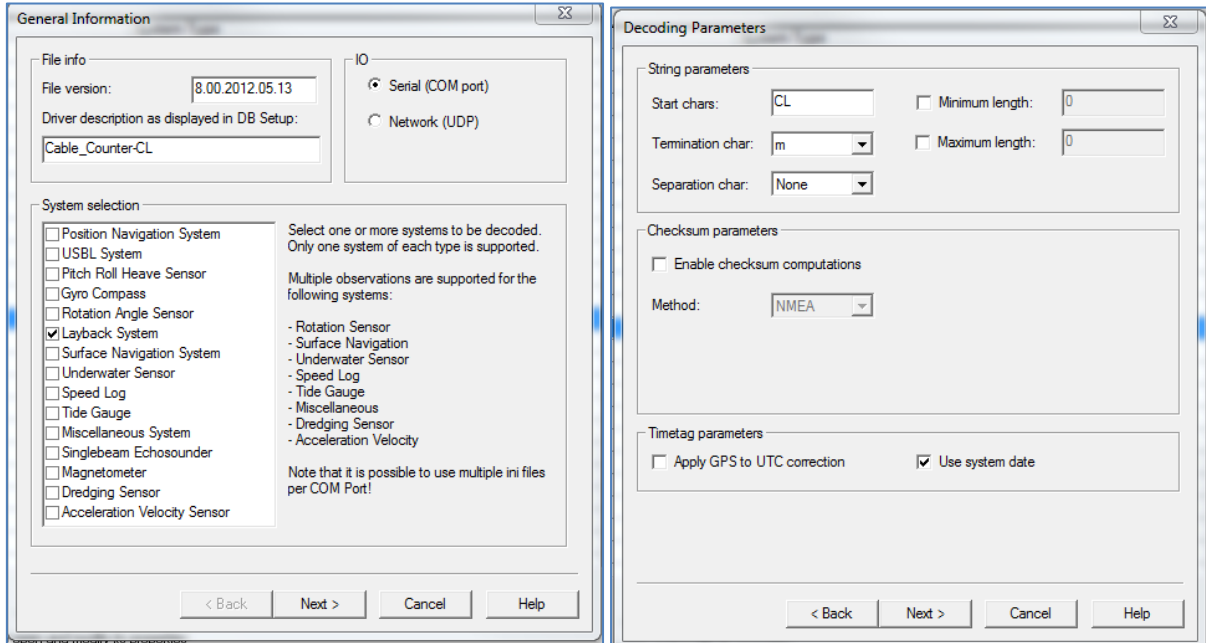 General Information
File info
File version: 8.00.2012.05.13
Driver description as displayed in DB Setup:
Cable_Counter-CL
IO
Serial (COM port)
Network (UDP)
System selection
Position Navigation System
USBL System
Pitch Roll Heave Sensor
Gyro Compass
Rotation Angle Sensor
Layback System
Surface Navigation System
Underwater Sensor
Speed Log
Tide Gauge
Miscellaneous System
Singlebeam Echosounder
Magnetometer
Dredging Sensor
Acceleration Velocity Sensor
Select one or more systems to be decoded.
Only one system of each type is supported.
Multiple observations are supported for the
following systems:
- Rotation Sensor
- Surface Navigation
- Underwater Sensor
- Speed Log
- Tide Gauge
- Miscellaneous
- Dredging Sensor
- Acceleration Velocity
Note that it is possible to use multiple ini files
per COM Port!
< Back Next > Cancel Help
Decoding Parameters
String parameters
Start chars: CL Minimum length: 0
Termination char: m Maximum length: 0
Separation char: None
Checksum parameters
Enable checksum computations
Method: NMEA
Timetag parameters
Apply GPS to UTC correction Use system date
< Back Next > Cancel Help